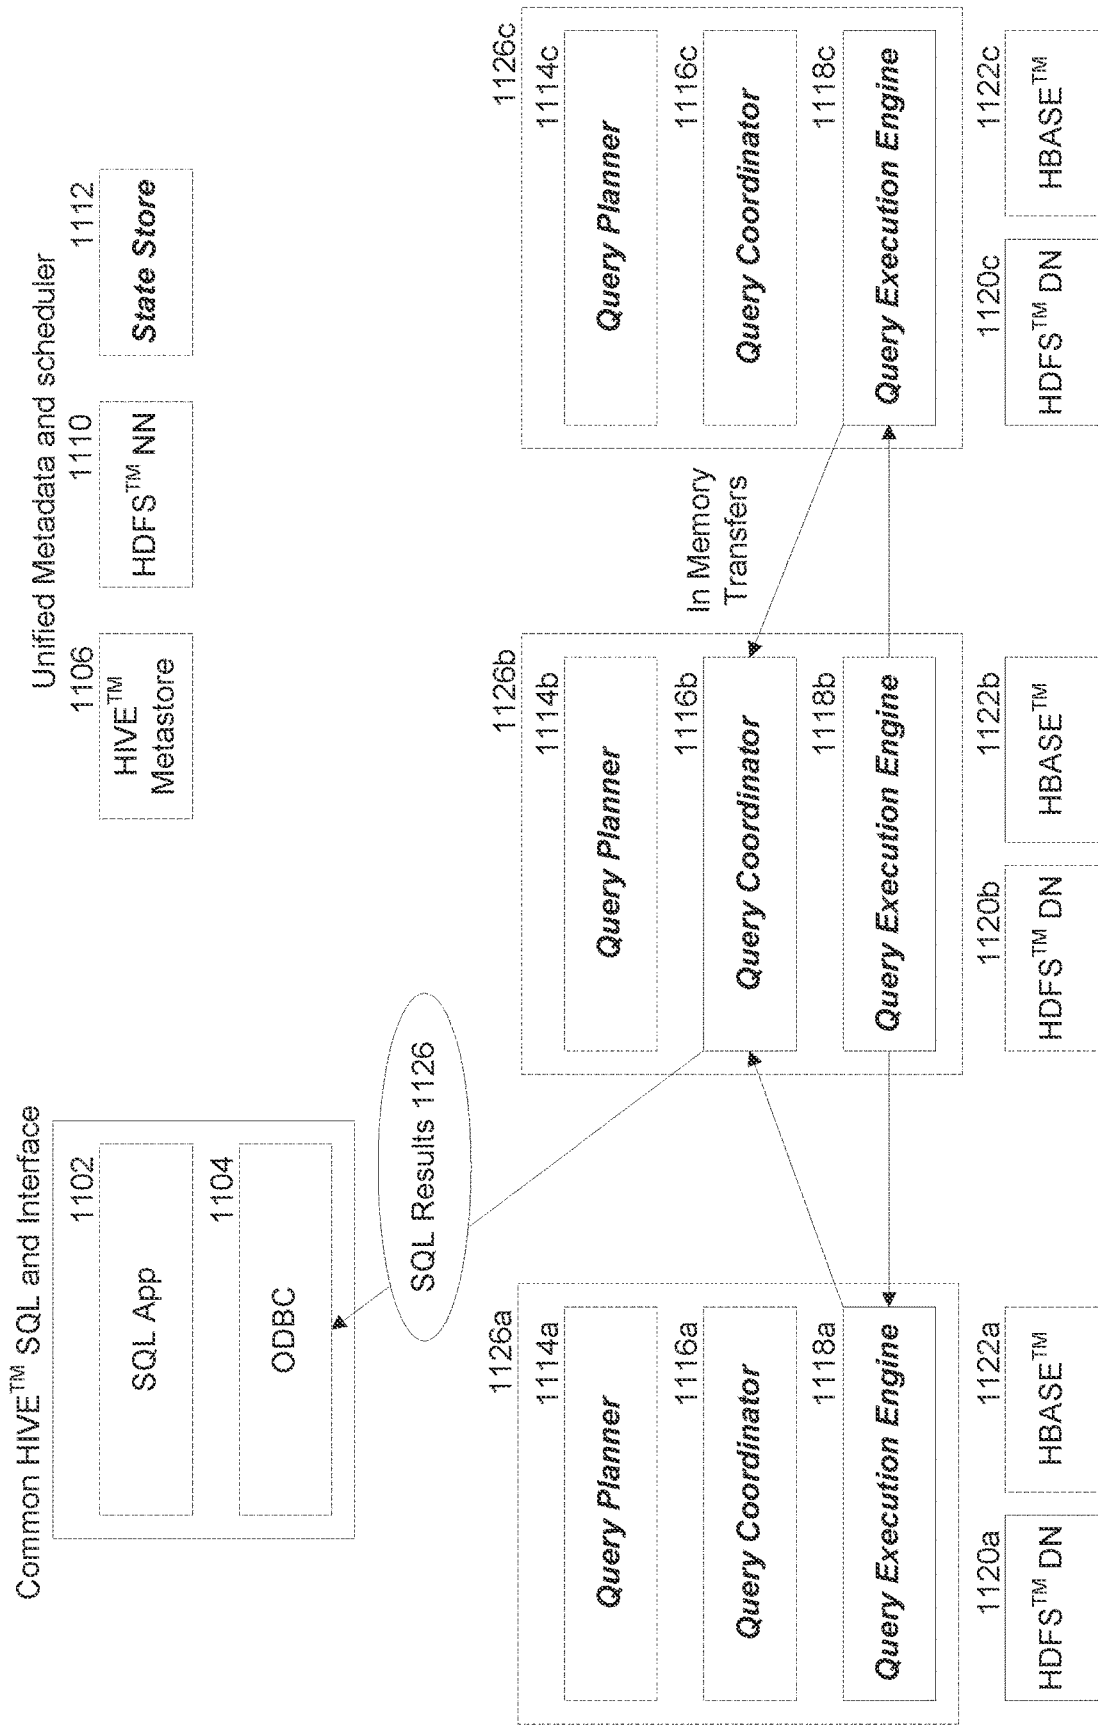 Common HIVE™ SQL and Interface
1102
SQL App
1104
ODBC
SQL Results 1126
Unified Metadata and scheduler
1106
HIVE™
Metastore
1110
HDFS™ NN
1112
State Store
1126a
1114a
Query Planner
1116a
Query Coordinator
1118a
Query Execution Engine
1120a
HDFS™ DN
1122a
HBASE™
1126b
1114b
Query Planner
1116b
Query Coordinator
1118b
Query Execution Engine
1120b
HDFS™ DN
1122b
HBASE™
In Memory
Transfers
1126c
1114c
Query Planner
1116c
Query Coordinator
1118c
Query Execution Engine
1120c
HDFS™ DN
1122c
HBASE™